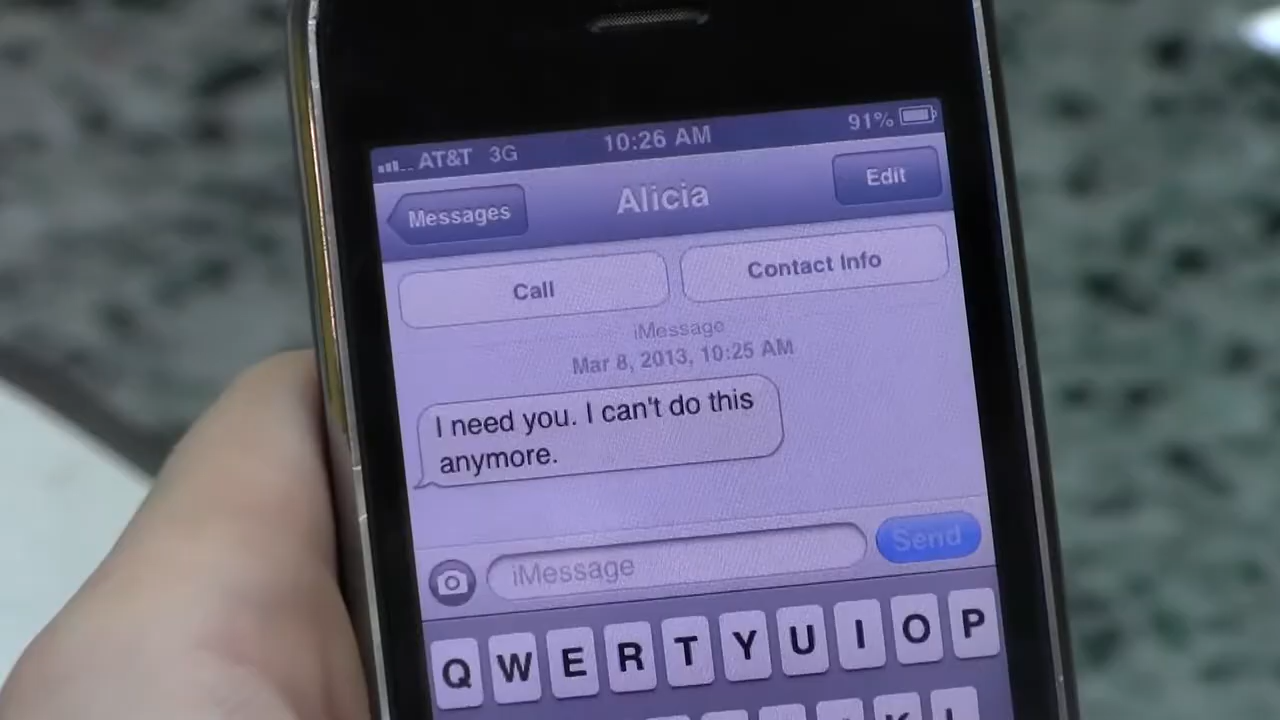 AT&T 3G 10:26 AM 91%
Messages Alicia Edit
Call Contact Info
iMessage
Mar 8, 2013, 10:25 AM
I need you. I can't do this
anymore.
iMessage Send
Q W E R T Y U I O P
K L